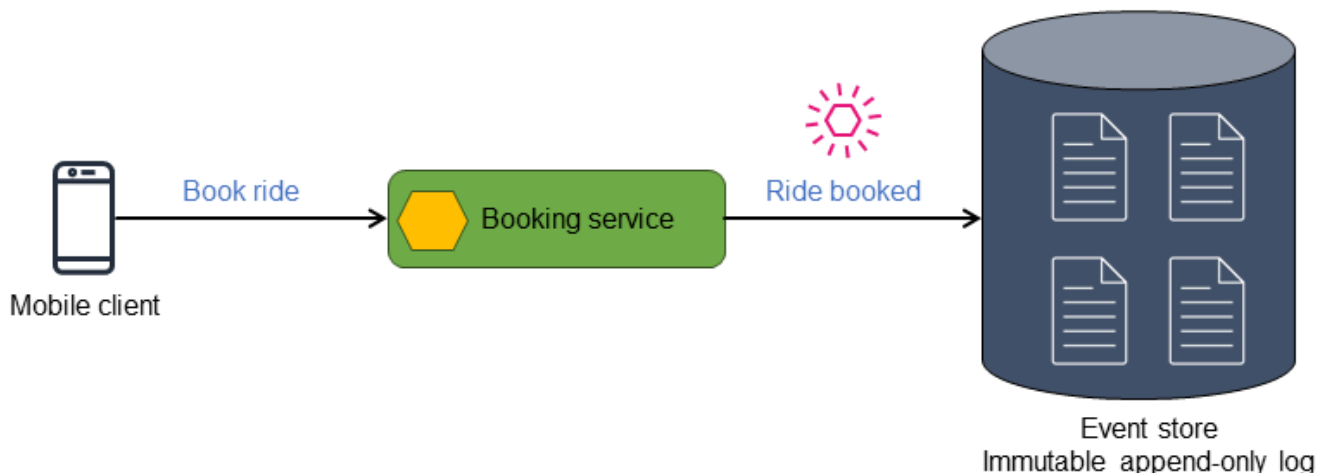 Book ride
Booking service
Ride booked
Mobile client
Event store
Immutable append-only log